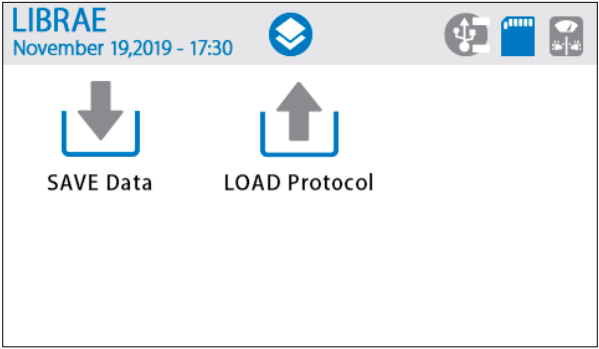 LIBRAE
November 19,2019 - 17:30
SAVE Data
LOAD Protocol